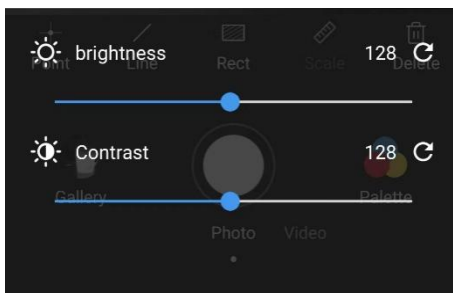 Point Line Rect Scale Delete
brightness 128
Contrast 128
Gallery Palette
Photo Video